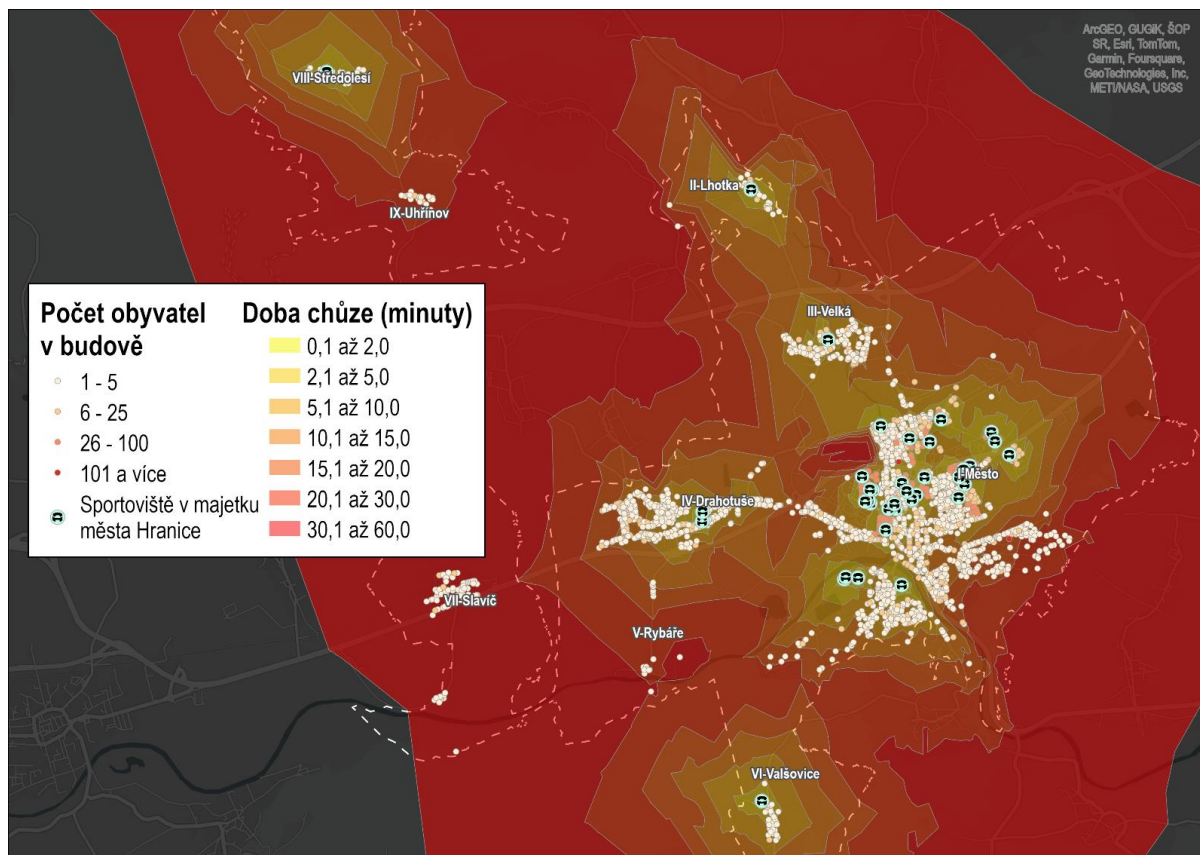 ArcGEO, GUGiK, ŠOP
SR, Esri, TomTom,
Garmin, Foursquare,
GeoTechnologies, Inc,
METI/NASA, USGS
VIII-Středolesí
II-Lhotka
IX-Uhřínov
III-Velká
I-Město
IV-Drahotuše
VII-Slavíč
V-Rybáře
VI-Valšovice
Počet obyvatel
v budově
1 - 5
6 - 25
26 - 100
101 a více
Sportoviště v majetku
města Hranice
Doba chůze (minuty)
0,1 až 2,0
2,1 až 5,0
5,1 až 10,0
10,1 až 15,0
15,1 až 20,0
20,1 až 30,0
30,1 až 60,0